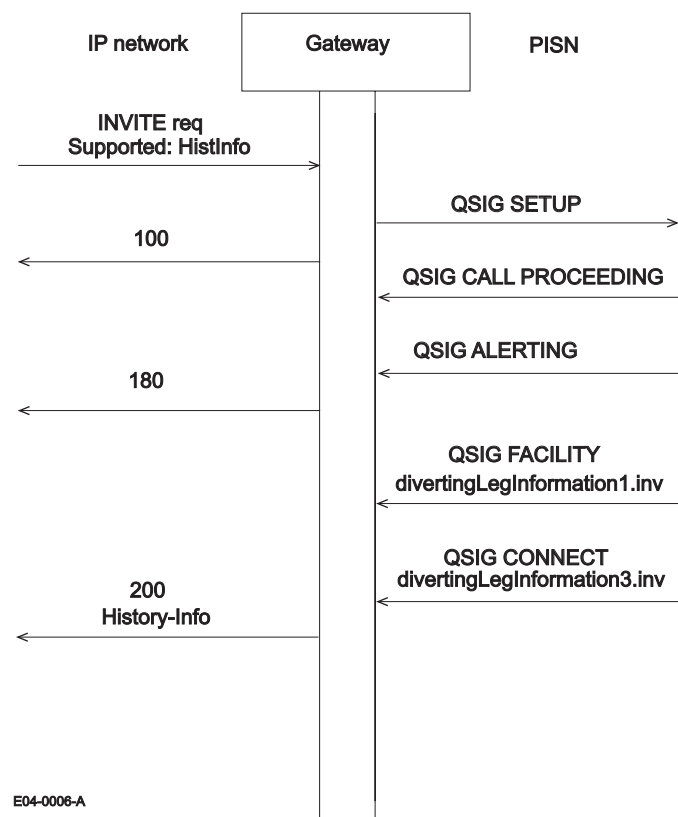 IP network
Gateway
PISN
INVITE req
Supported: HistInfo
QSIG SETUP
100
QSIG CALL PROCEEDING
QSIG ALERTING
180
QSIG FACILITY
divertingLegInformation1.inv
QSIG CONNECT
divertingLegInformation3.inv
200
History-Info
E04-0006-A